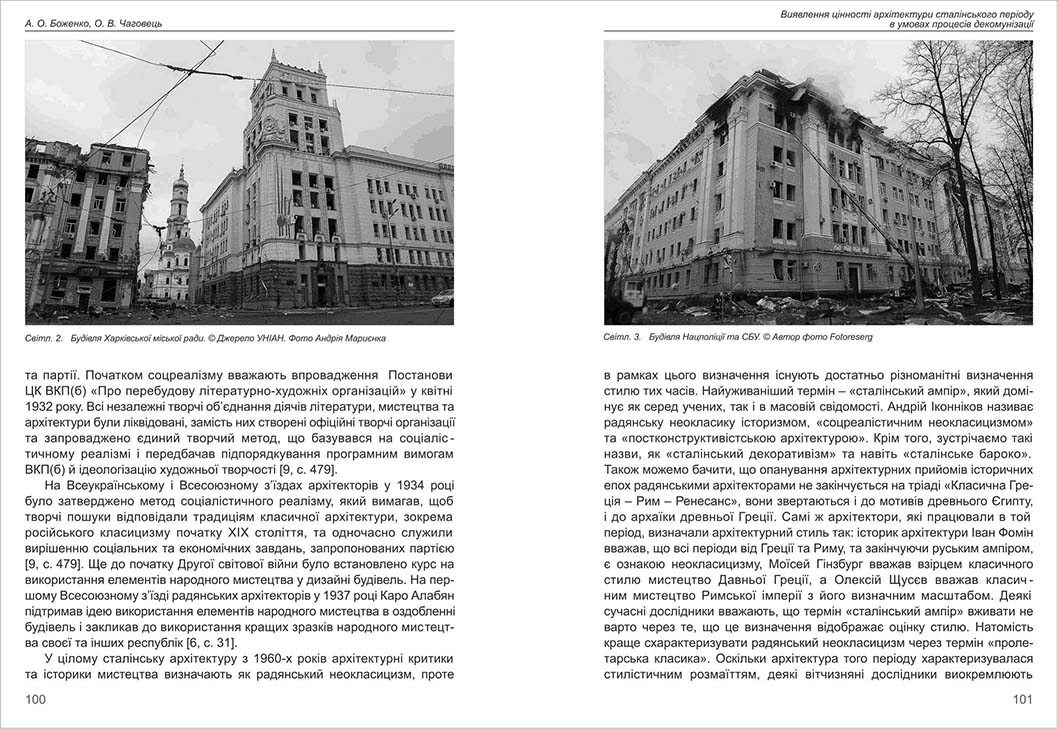 А. О. Боженко, О. В. Чаговець
Світл. 2. Будівля Харківської міської ради. © Джерело УНІАН. Фото Андрія Марієнка
та партії. Початком соцреалізму вважають впровадження Постанови
ЦК ВКП(б) «Про перебудову літературно-художніх організацій» у квітні
1932 року. Всі незалежні творчі об’єднання діячів літератури, мистецтва та
архітектури були ліквідовані, замість них створені офіційні творчі організації
та запроваджено єдиний творчий метод, що базувався на соціаліс-
тичному реалізмі і передбачав підпорядкування програмним вимогам
ВКП(б) й ідеологізацію художньої творчості [9, с. 479].
На Всеукраїнському і Всесоюзному з’їздах архітекторів у 1934 році
було затверджено метод соціалістичного реалізму, який вимагав, щоб
творчі пошуки відповідали традиціям класичної архітектури, зокрема
російського класицизму початку XIX століття, та одночасно служили
вирішенню соціальних та економічних завдань, запропонованих партією
[9, с. 479]. Ще до початку Другої світової війни було встановлено курс на
використання елементів народного мистецтва у дизайні будівель. На пер-
шому Всесоюзному з’їзді радянських архітекторів у 1937 році Каро Алабян
підтримав ідею використання елементів народного мистецтва в оздобленні
будівель і закликав до використання кращих зразків народного мистецт-
ва своєї та інших республік [6, с. 31].
У цілому сталінську архітектуру з 1960-х років архітектурні критики
та історики мистецтва визначають як радянський неокласицизм, проте
100
Виявлення цінності архітектури сталінського періоду
в умовах процесів декомунізації
Світл. 3. Будівля Нацполіції та СБУ. © Автор фото Fotoreserg
в рамках цього визначення існують достатньо різноманітні визначення
стилю тих часів. Найуживаніший термін – «сталінський ампір», який домі-
нує як серед учених, так і в масовій свідомості. Андрій Іконніков називає
радянську неокласику історизмом, «соцреалістичним неокласицизмом»
та «постконструктивістською архітектурою». Крім того, зустрічаємо такі
назви, як «сталінський декоративізм» та навіть «сталінське бароко».
Також можемо бачити, що опанування архітектурних прийомів історичних
епох радянськими архітекторами не закінчується на тріаді «Класична Гре-
ція – Рим – Ренесанс», вони звертаються і до мотивів древнього Єгипту,
і до архаїки древньої Греції. Самі ж архітектори, які працювали в той
період, визначали архітектурний стиль так: історик архітектури Іван Фомін
вважав, що всі періоди від Греції та Риму, та закінчуючи руським ампіром,
є ознакою неокласицизму, Моїсей Гінзбург вважав взірцем класичного
стилю мистецтво Давньої Греції, а Олексій Щусєв вважав класич-
ним мистецтво Римської імперії з його визначним масштабом. Деякі
сучасні дослідники вважають, що термін «сталінський ампір» вживати не
варто через те, що це визначення відображає оцінку стилю. Натомість
краще схарактеризувати радянський неокласицизм через термін «проле-
тарська класика». Оскільки архітектура того періоду характеризувалася
стилістичним розмаїттям, деякі вітчизняні дослідники виокремлюють
101